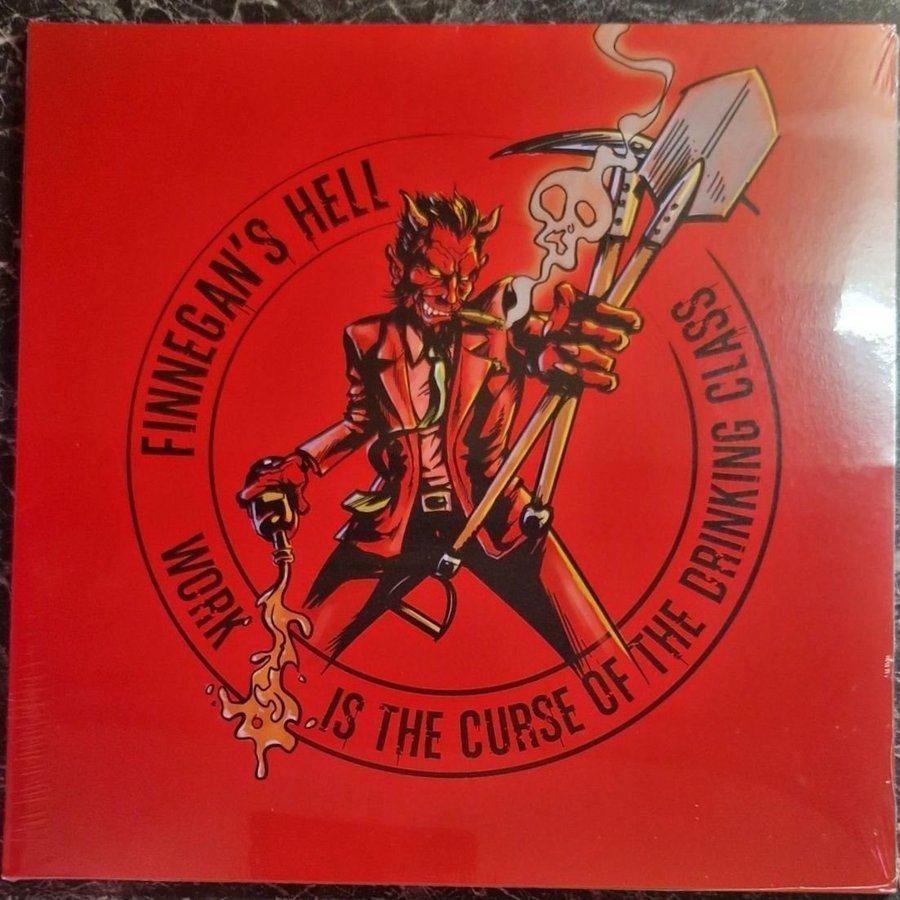 FINNEGAN'S HELL
WORK IS THE CURSE OF THE DRINKING CLASS